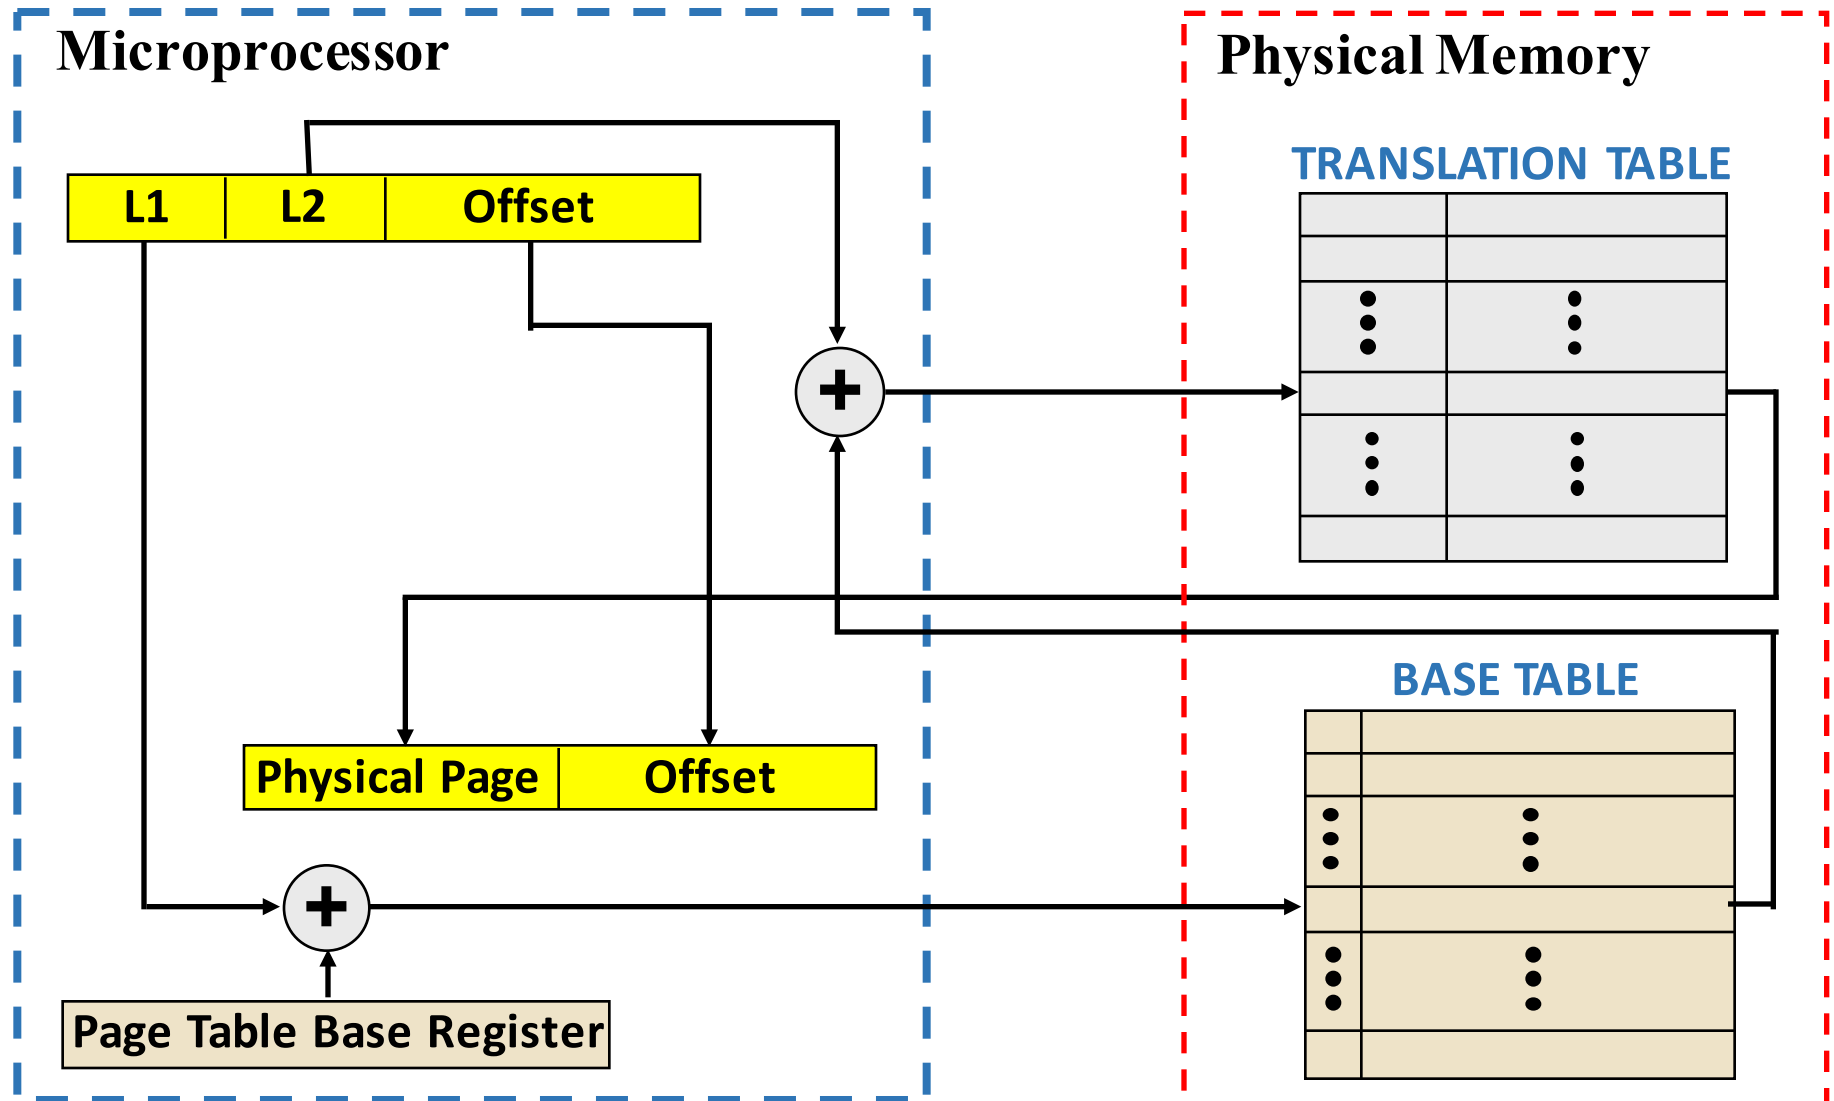 Microprocessor
Physical Memory
TRANSLATION TABLE
L1 L2 Offset
+
BASE TABLE
Physical Page Offset
+
Page Table Base Register